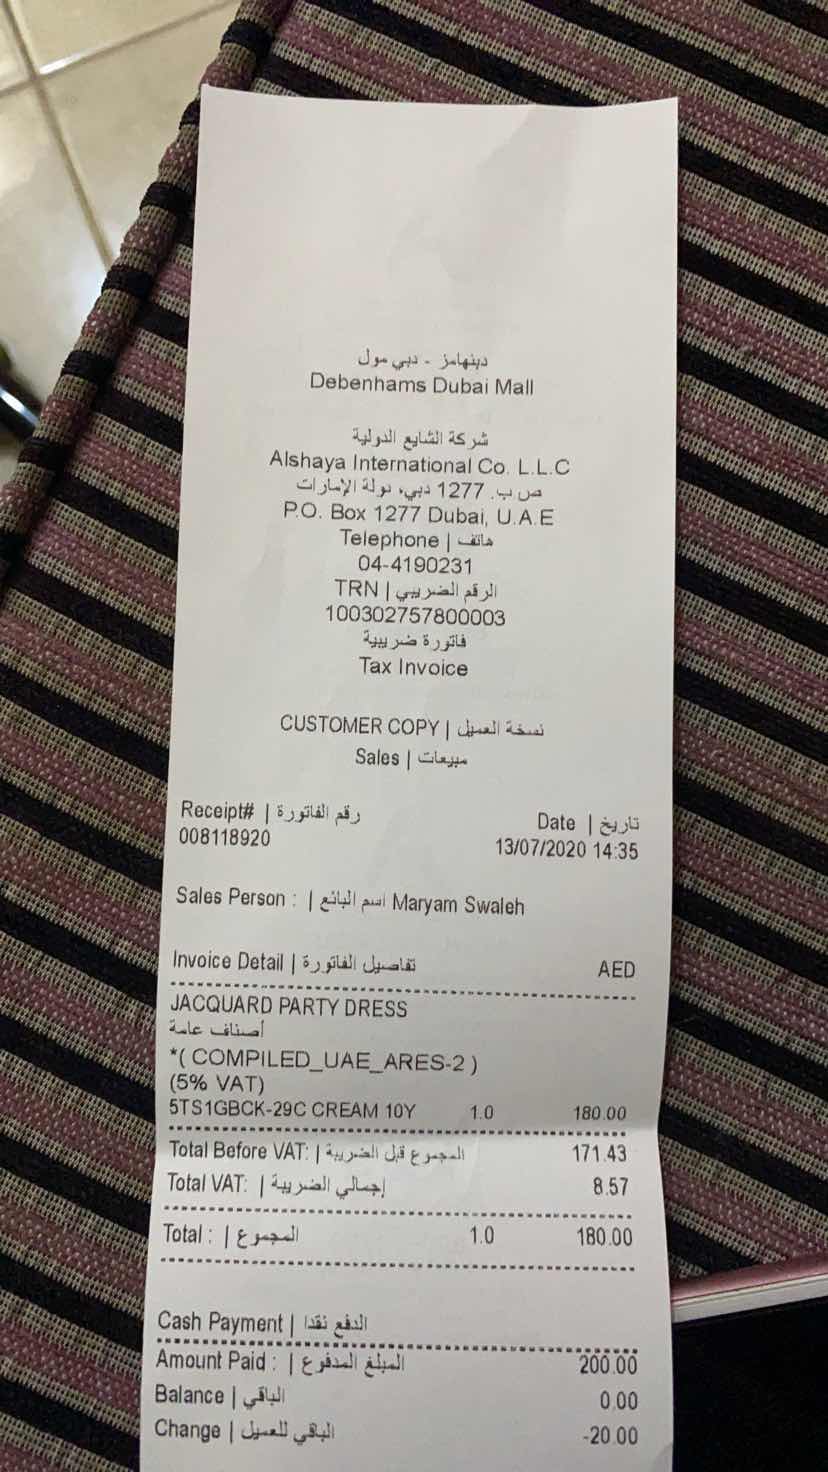 دبنهامز - دبي مول
Debenhams Dubai Mall
شركة الشايع الدولية
Alshaya International Co. L.L.C
ص.ب. 1277 دبي، دولة الإمارات
P.O. Box 1277 Dubai, U.A.E
Telephone | هاتف
04-4190231
TRN | الرقم الضريبي
100302757800003
فاتورة ضريبية
Tax Invoice
CUSTOMER COPY | نسخة العميل
Sales | مبيعات
Receipt# | رقم الفاتورة Date | تاريخ
008118920 13/07/2020 14:35
Sales Person : | اسم البائع Maryam Swaleh
Invoice Detail | تفاصيل الفاتورة AED
JACQUARD PARTY DRESS
أصناف عامة
*( COMPILED_UAE_ARES-2 )
(5% VAT)
5TS1GBCK-29C CREAM 10Y 1.0 180.00
Total Before VAT: | المجموع قبل الضريبة 171.43
Total VAT: | إجمالي الضريبة 8.57
Total : | المجموع 1.0 180.00
Cash Payment | الدفع نقدا
Amount Paid : | المبلغ المدفوع 200.00
Balance | الباقي 0.00
Change | الباقي للعميل -20.00